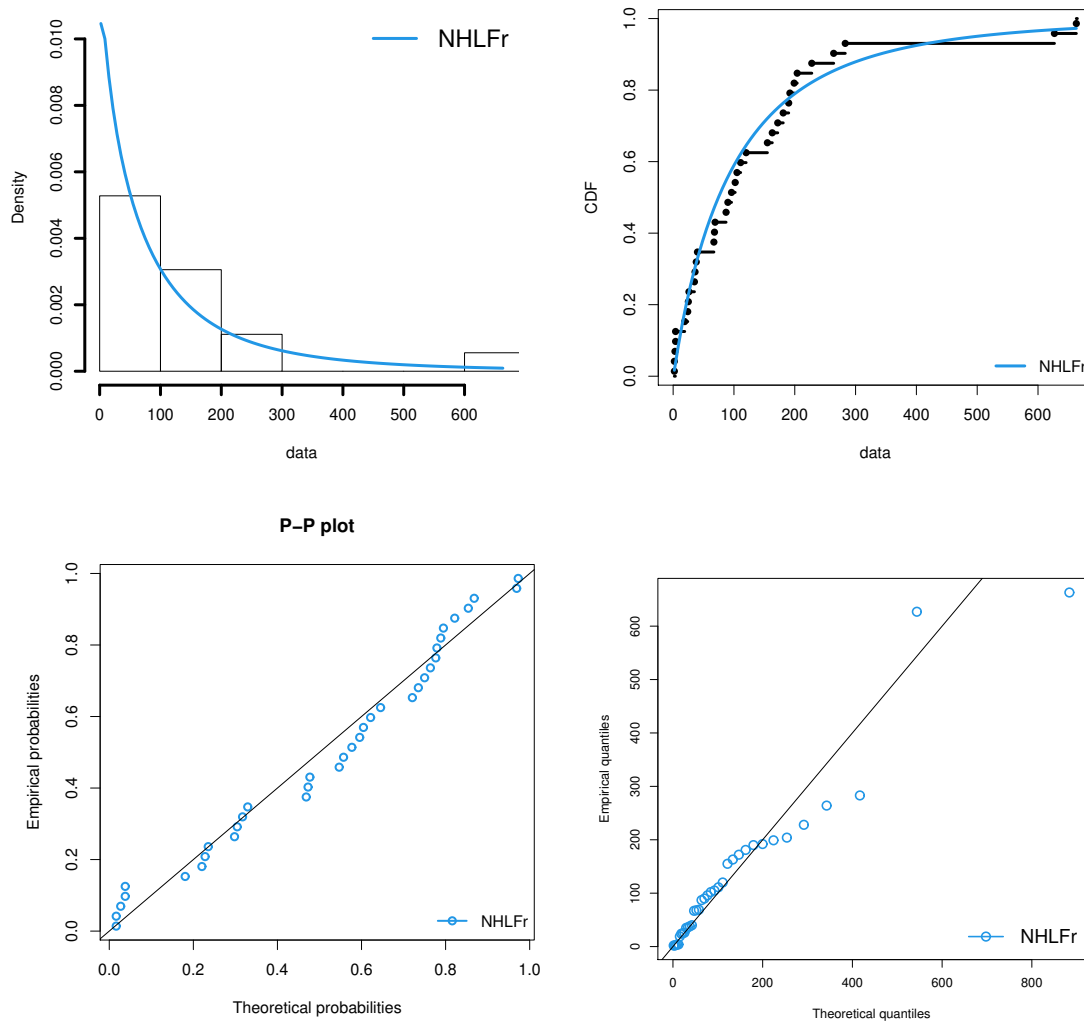 NHLFr
Density
0.000 0.002 0.004 0.006 0.008 0.010
0 100 200 300 400 500 600
data
CDF
0.0 0.2 0.4 0.6 0.8 1.0
NHLFr
0 100 200 300 400 500 600
data
P−P plot
Empirical probabilities
0.0 0.2 0.4 0.6 0.8 1.0
NHLFr
0.0 0.2 0.4 0.6 0.8 1.0
Theoretical probabilities
Empirical quantiles
0 100 200 300 400 500 600
NHLFr
0 200 400 600 800
Theoretical quantiles